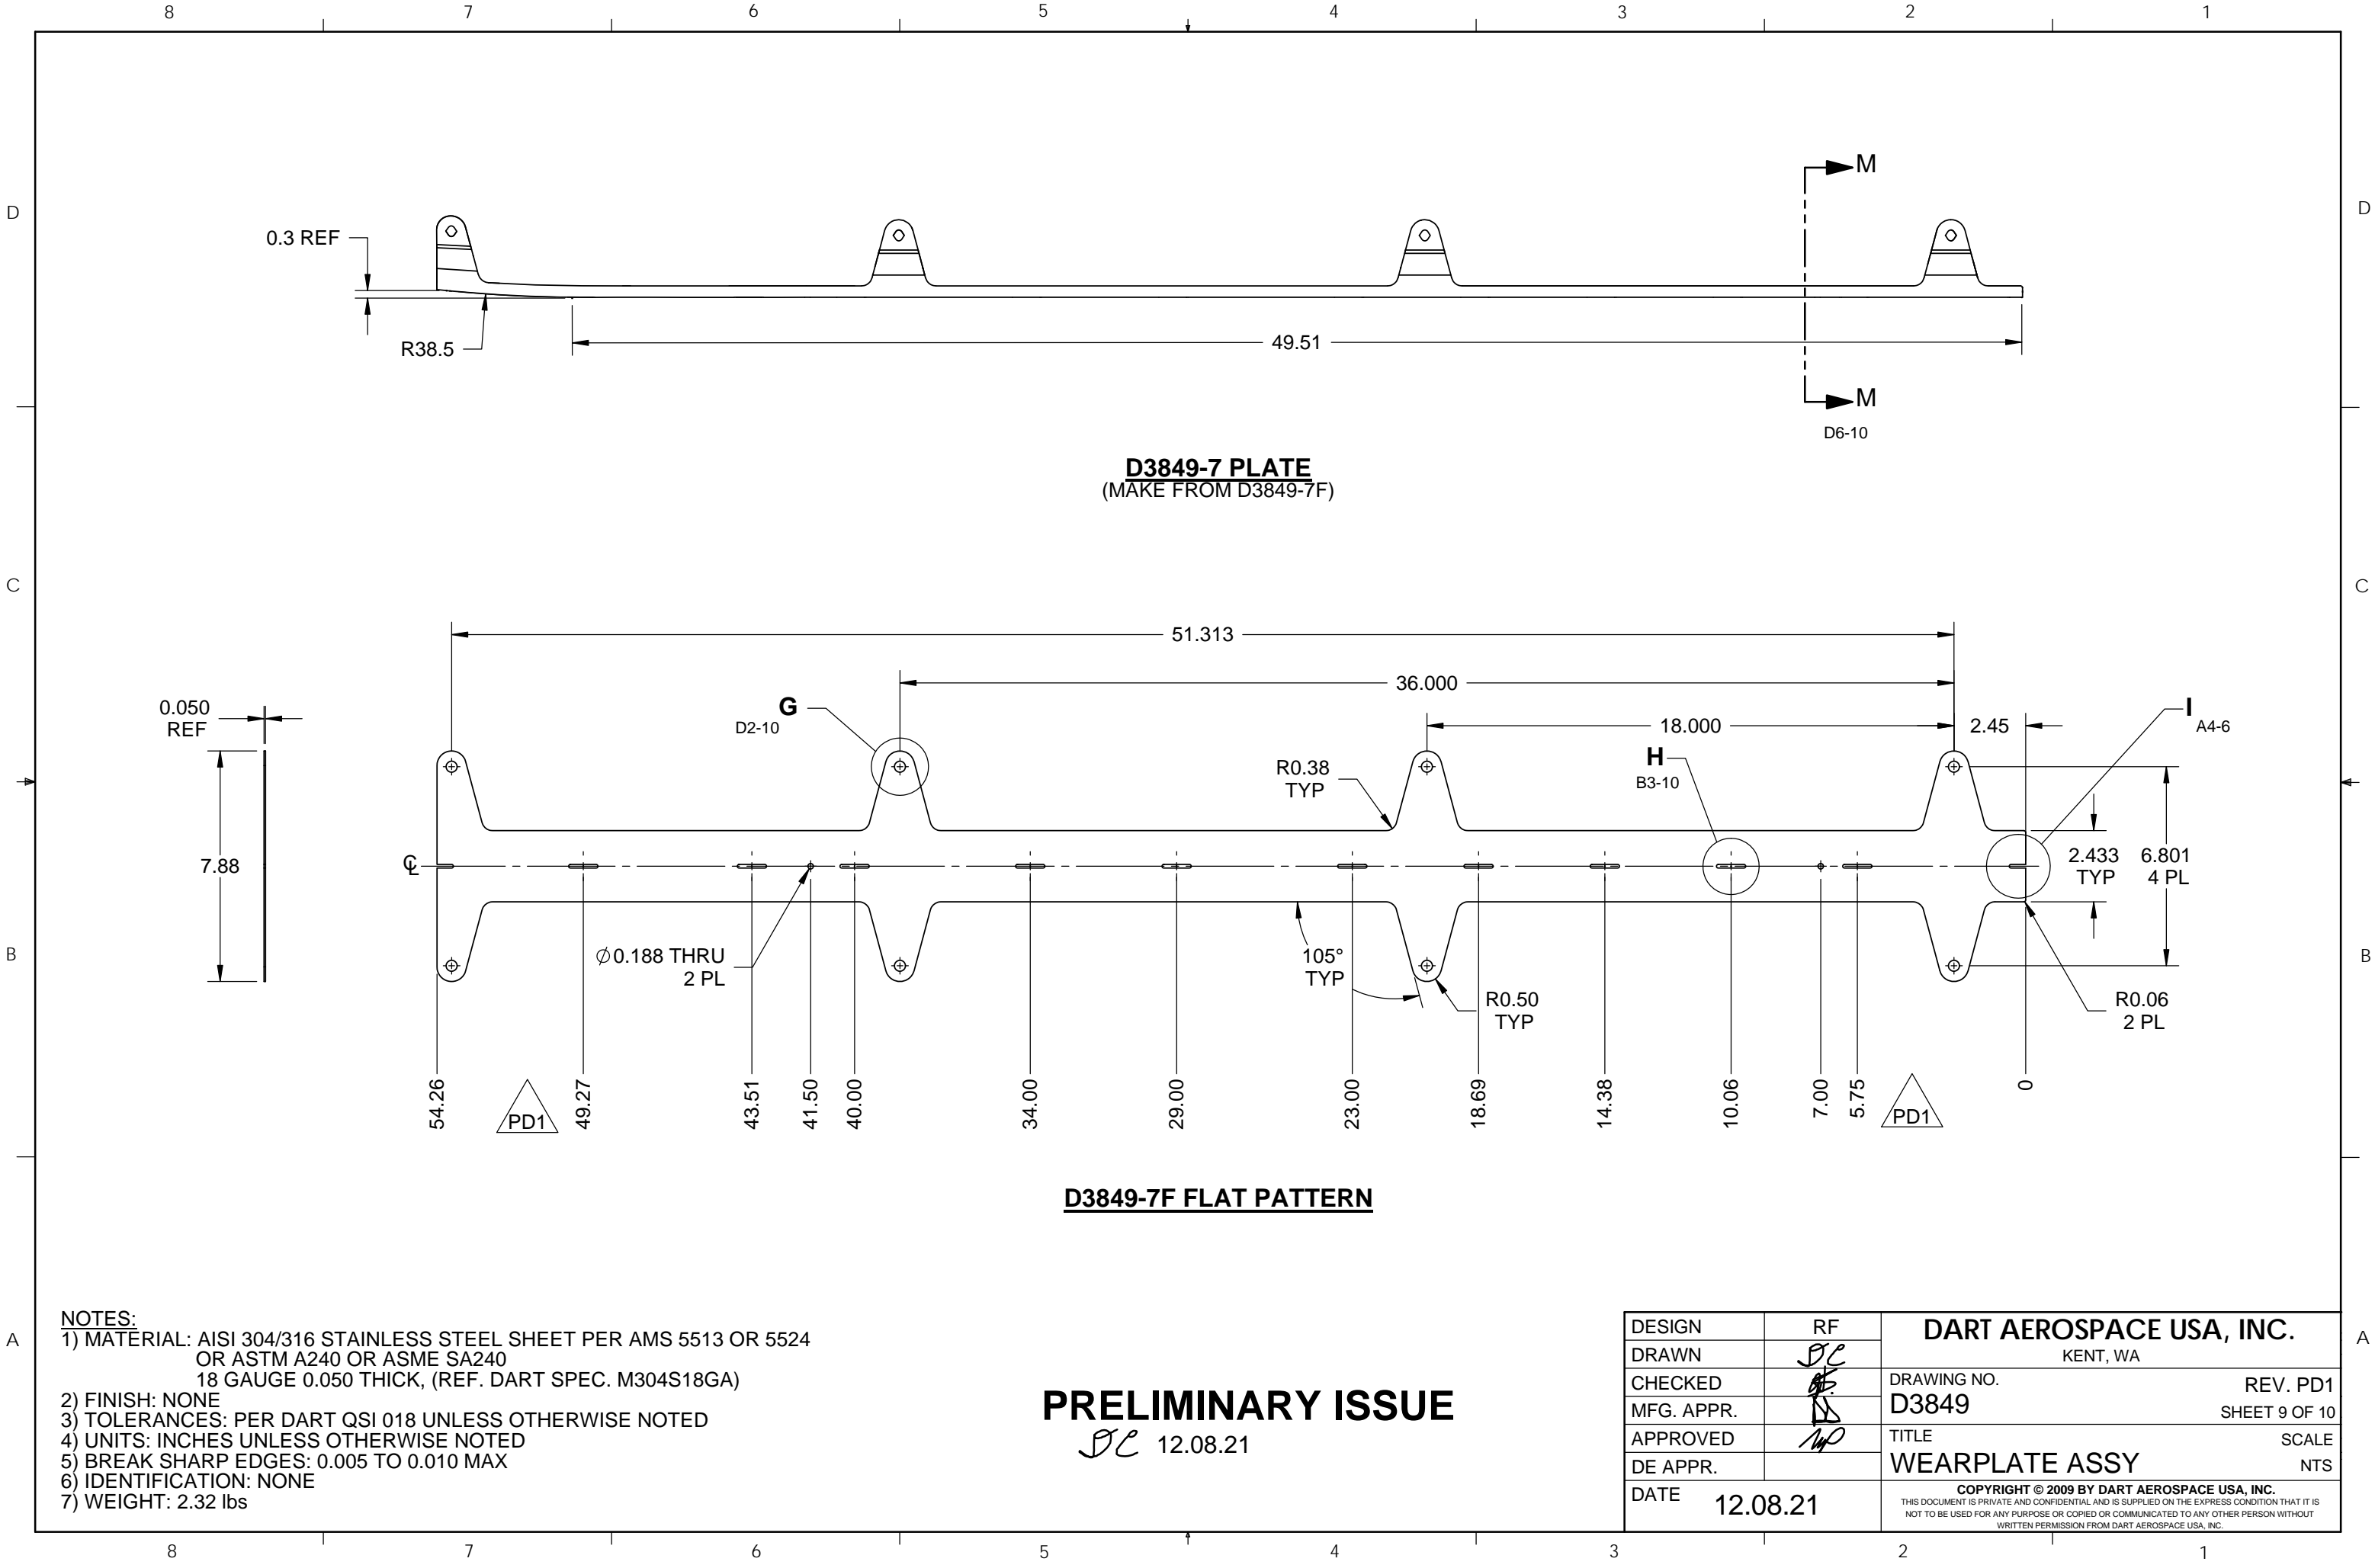 8 7 6 5 4 3 2 1
D D
M
0.3 REF
R38.5
49.51
M
D6-10
D3849-7 PLATE
(MAKE FROM D3849-7F)
C C
51.313
36.000
0.050
REF
G
D2-10
18.000
2.45
I
A4-6
H
B3-10
R0.38
TYP
7.88
℄
2.433
TYP
6.801
4 PL
B B
Ø0.188 THRU
2 PL
105°
TYP
R0.50
TYP
R0.06
2 PL
54.26
PD1
49.27
43.51
41.50
40.00
34.00
29.00
23.00
18.69
14.38
10.06
7.00
5.75
PD1
0
D3849-7F FLAT PATTERN
A A
NOTES:
1) MATERIAL: AISI 304/316 STAINLESS STEEL SHEET PER AMS 5513 OR 5524
OR ASTM A240 OR ASME SA240
18 GAUGE 0.050 THICK, (REF. DART SPEC. M304S18GA)
2) FINISH: NONE
3) TOLERANCES: PER DART QSI 018 UNLESS OTHERWISE NOTED
4) UNITS: INCHES UNLESS OTHERWISE NOTED
5) BREAK SHARP EDGES: 0.005 TO 0.010 MAX
6) IDENTIFICATION: NONE
7) WEIGHT: 2.32 lbs
PRELIMINARY ISSUE
DC 12.08.21
DESIGN RF
DRAWN DC
CHECKED
MFG. APPR.
APPROVED
DE APPR.
DATE 12.08.21
DART AEROSPACE USA, INC.
KENT, WA
DRAWING NO.
D3849
REV. PD1
SHEET 9 OF 10
TITLE
WEARPLATE ASSY
SCALE
NTS
COPYRIGHT © 2009 BY DART AEROSPACE USA, INC.
THIS DOCUMENT IS PRIVATE AND CONFIDENTIAL AND IS SUPPLIED ON THE EXPRESS CONDITION THAT IT IS
NOT TO BE USED FOR ANY PURPOSE OR COPIED OR COMMUNICATED TO ANY OTHER PERSON WITHOUT
WRITTEN PERMISSION FROM DART AEROSPACE USA, INC.
8 7 6 5 4 3 2 1